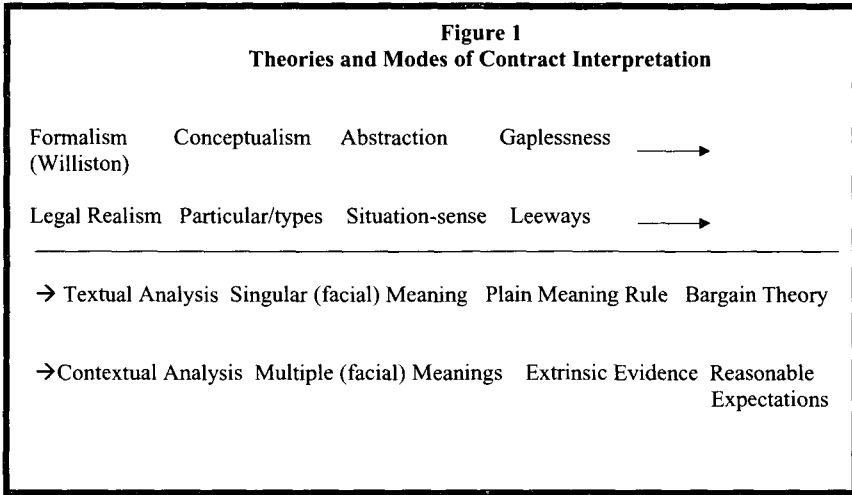 Figure 1
Theories and Modes of Contract Interpretation
Formalism Conceptualism Abstraction Gaplessness →
(Williston)
Legal Realism Particular/types Situation-sense Leeways →
→ Textual Analysis Singular (facial) Meaning Plain Meaning Rule Bargain Theory
→Contextual Analysis Multiple (facial) Meanings Extrinsic Evidence Reasonable
Expectations